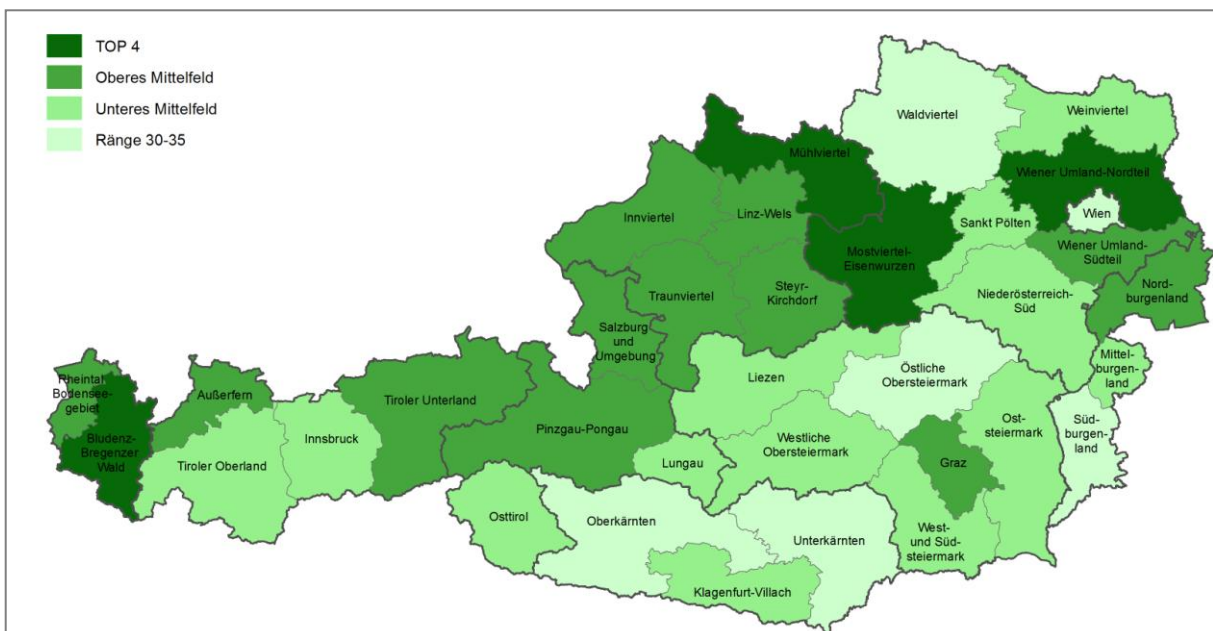 TOP 4
Oberes Mittelfeld
Unteres Mittelfeld
Ränge 30-35
Waldviertel
Weinviertel
Mühlviertel
Wiener Umland-Nordteil
Wien
Innviertel
Linz-Wels
Sankt Pölten
Mostviertel-
Eisenwurzen
Wiener Umland-
Südteil
Nord-
burgenland
Traunviertel
Steyr-
Kirchdorf
Niederösterreich-
Süd
Salzburg
und
Umgebung
Mittel-
burgen-
land
Rheintal-
Bodensee-
gebiet
Außerfern
Tiroler Unterland
Liezen
Östliche
Obersteiermark
Bludenz-
Bregenzer
Wald
Innsbruck
Pinzgau-Pongau
Tiroler Oberland
Westliche
Obersteiermark
Ost-
steiermark
Süd-
burgen-
land
Lungau
Graz
Osttirol
Oberkärnten
Unterkärnten
West-
und Süd-
steiermark
Klagenfurt-Villach